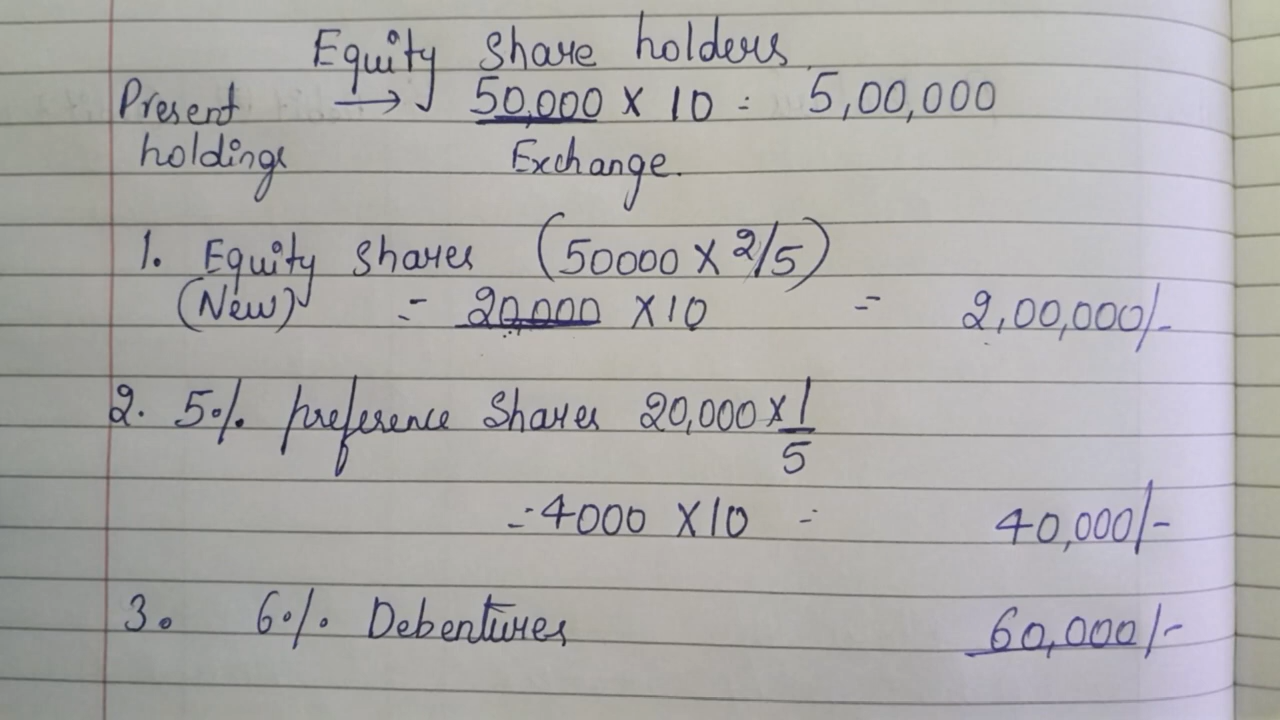 Equity Share holders
Present → 50,000 × 10 = 5,00,000
holdings Exchange.
1. Equity shares (50000 × 2/5)
(New) = 20,000 × 10 = 2,00,000/-
2. 5% preference Shares 20,000 × 1/5
= 4000 × 10 = 40,000/-
3. 6% Debentures 60,000/-